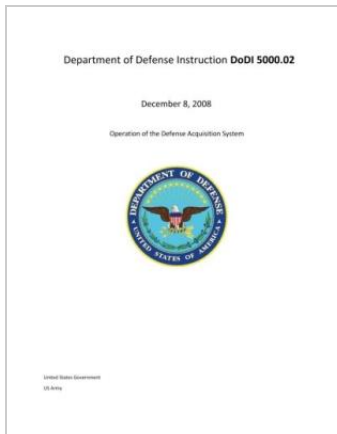 Department of Defense Instruction DoDI 5000.02
December 8, 2008
Operation of the Defense Acquisition System
DEPARTMENT OF DEFENSE
UNITED STATES OF AMERICA
United States Government
US Army